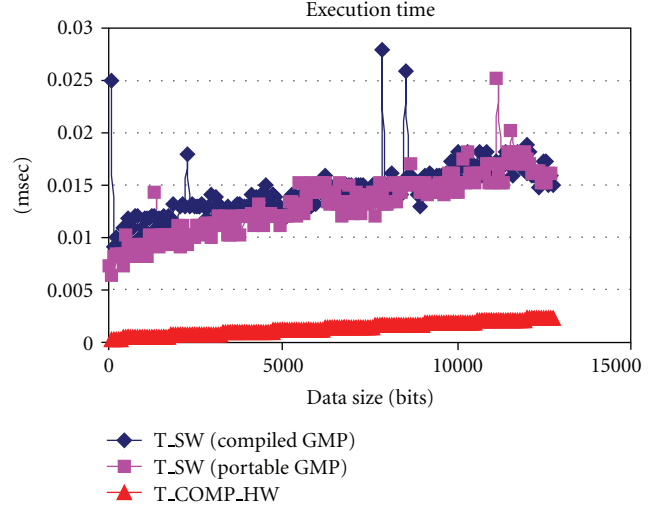 Execution time
0.03
0.025
0.02
0.015
0.01
0.005
0
(msec)
0
5000
10000
15000
Data size (bits)
T_SW (compiled GMP)
T_SW (portable GMP)
T_COMP_HW